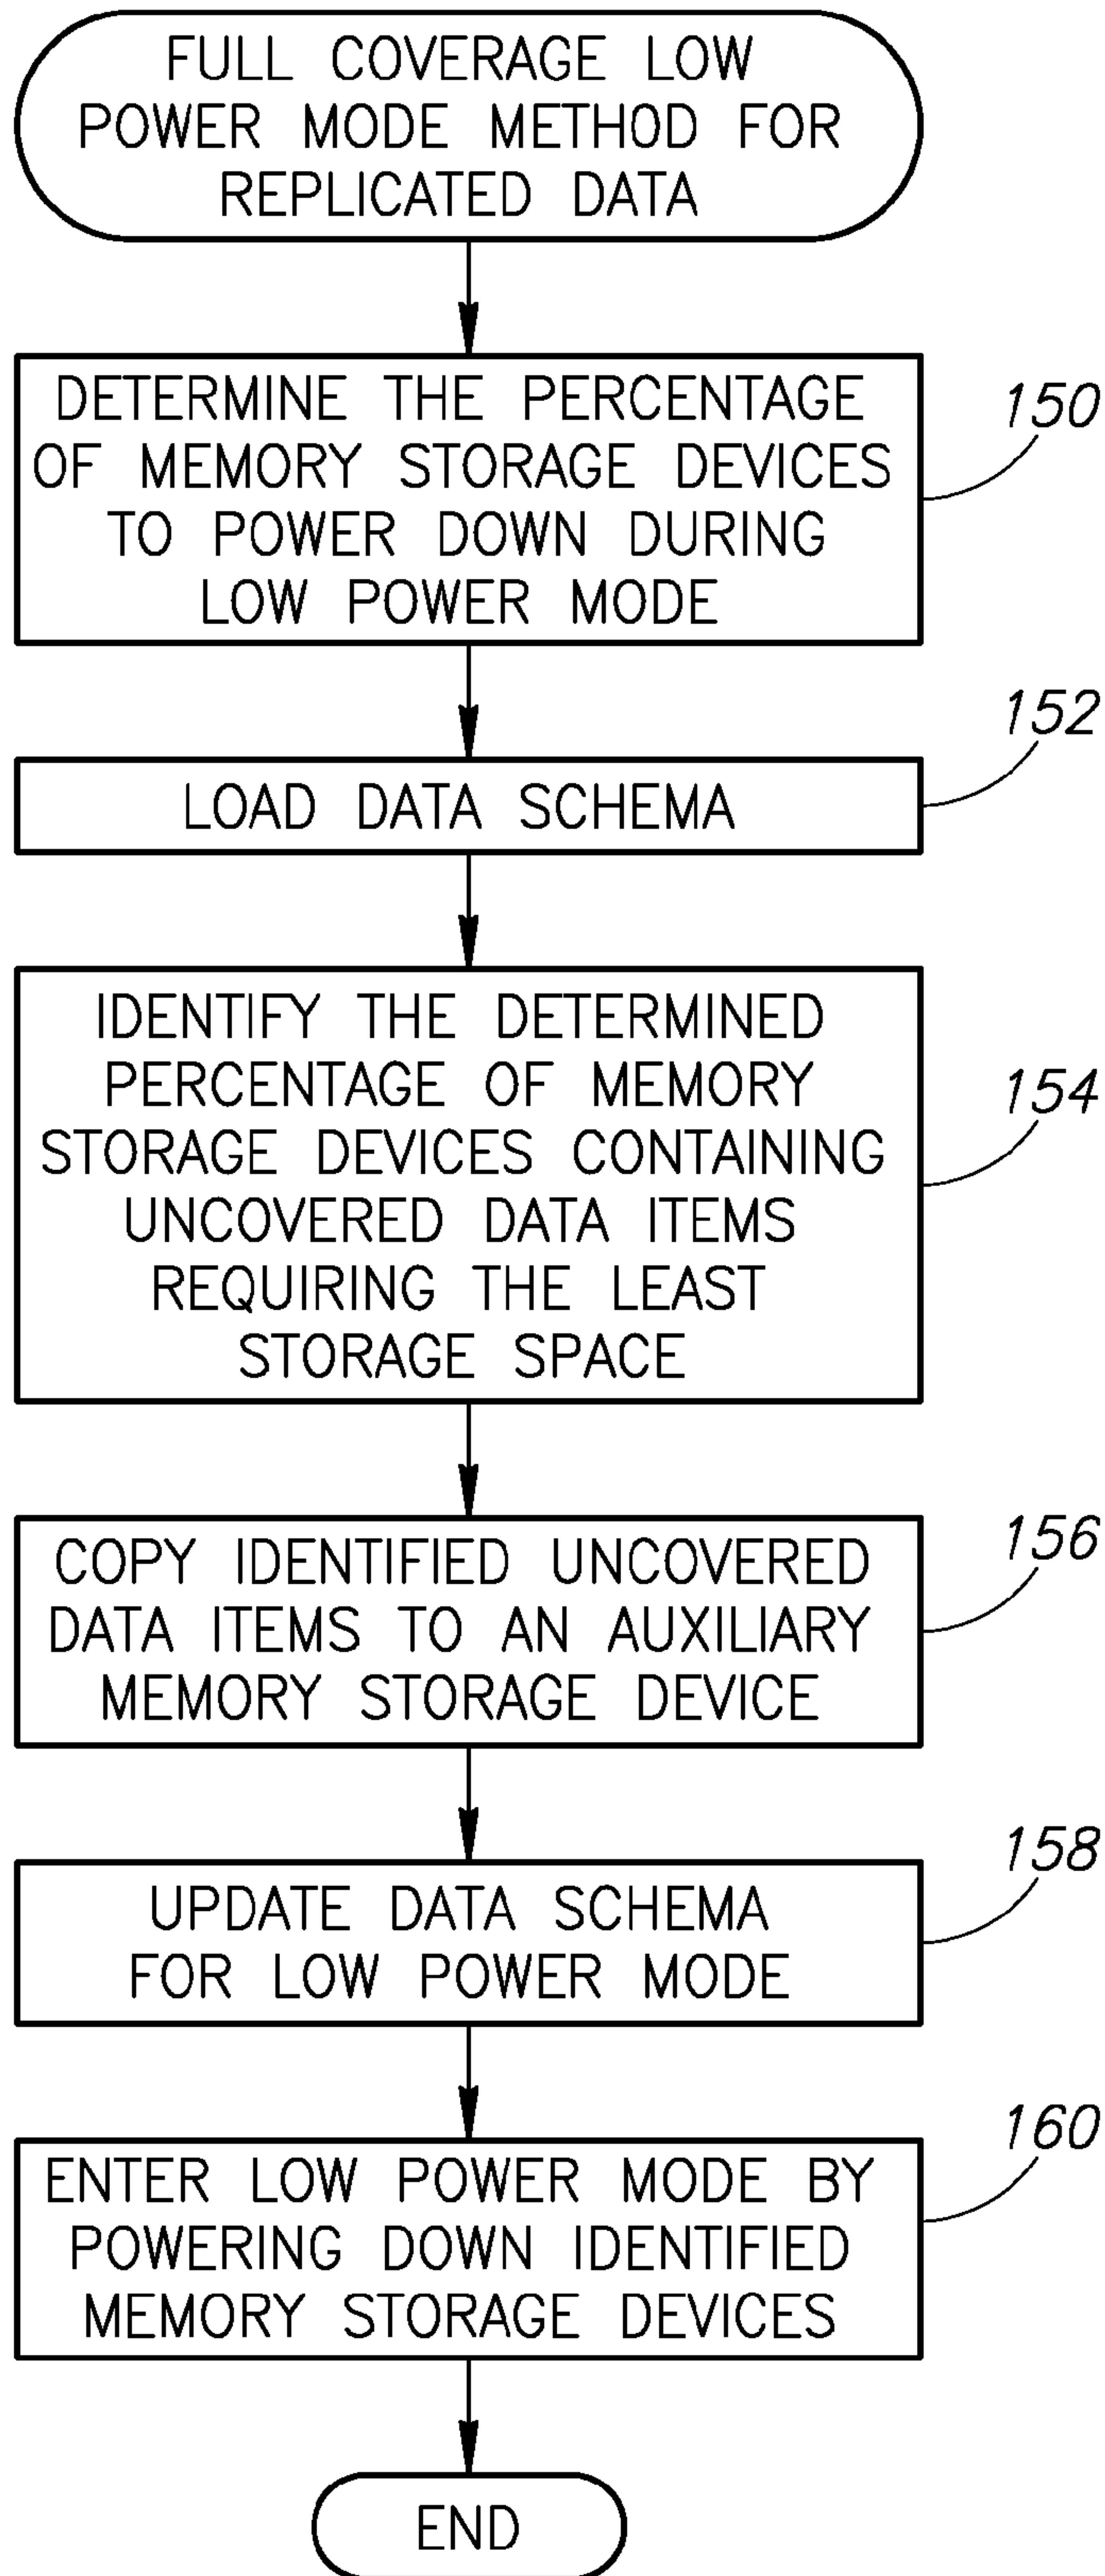 FULL COVERAGE LOW
POWER MODE METHOD FOR
REPLICATED DATA
DETERMINE THE PERCENTAGE
OF MEMORY STORAGE DEVICES
TO POWER DOWN DURING
LOW POWER MODE
150
LOAD DATA SCHEMA
152
IDENTIFY THE DETERMINED
PERCENTAGE OF MEMORY
STORAGE DEVICES CONTAINING
UNCOVERED DATA ITEMS
REQUIRING THE LEAST
STORAGE SPACE
154
COPY IDENTIFIED UNCOVERED
DATA ITEMS TO AN AUXILIARY
MEMORY STORAGE DEVICE
156
UPDATE DATA SCHEMA
FOR LOW POWER MODE
158
ENTER LOW POWER MODE BY
POWERING DOWN IDENTIFIED
MEMORY STORAGE DEVICES
160
END